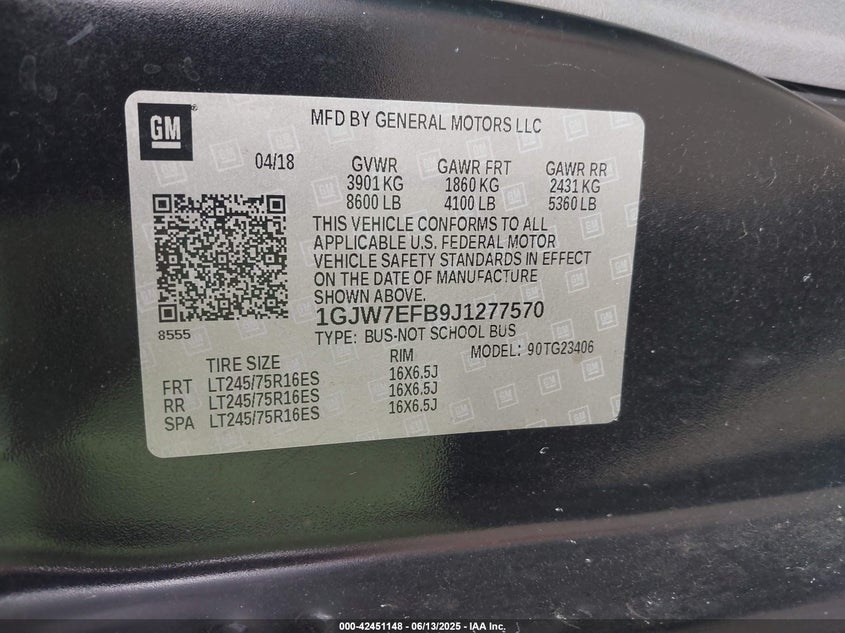 GM
MFD BY GENERAL MOTORS LLC
04/18
GVWR GAWR FRT GAWR RR
3901 KG 1860 KG 2431 KG
8600 LB 4100 LB 5360 LB
THIS VEHICLE CONFORMS TO ALL
APPLICABLE U.S. FEDERAL MOTOR
VEHICLE SAFETY STANDARDS IN EFFECT
ON THE DATE OF MANUFACTURE
SHOWN ABOVE.
1GJW7EFB9J1277570
8555
TYPE: BUS-NOT SCHOOL BUS
MODEL: 90TG23406
TIRE SIZE RIM
FRT LT245/75R16ES 16X6.5J
RR LT245/75R16ES 16X6.5J
SPA LT245/75R16ES 16X6.5J
000-42451148 - 06/13/2025 - IAA Inc.